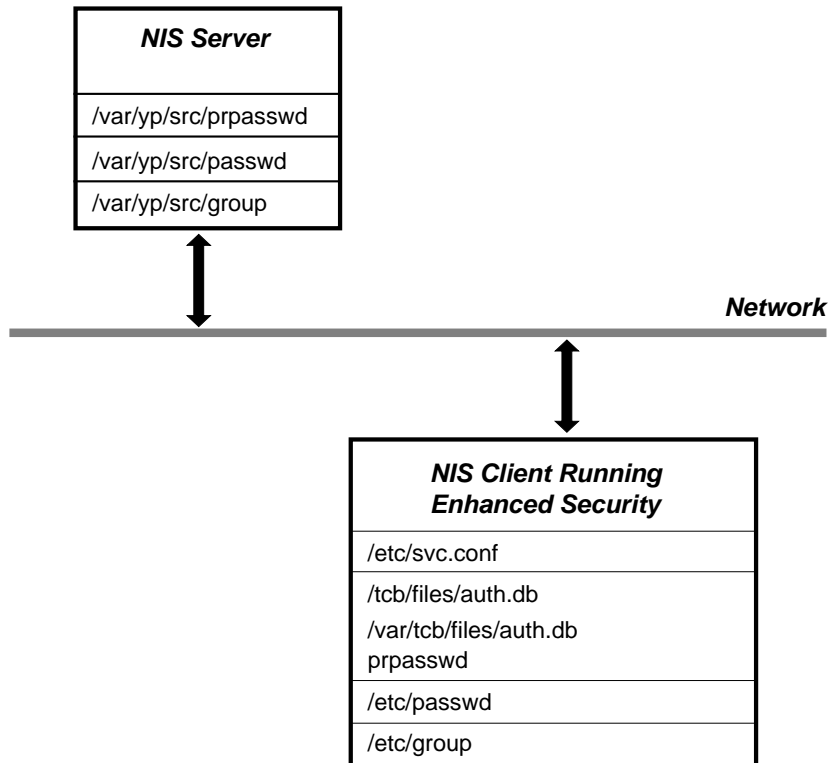 NIS Server
/var/yp/src/prpasswd
/var/yp/src/passwd
/var/yp/src/group
Network
NIS Client Running
Enhanced Security
/etc/svc.conf
/tcb/files/auth.db
/var/tcb/files/auth.db
prpasswd
/etc/passwd
/etc/group